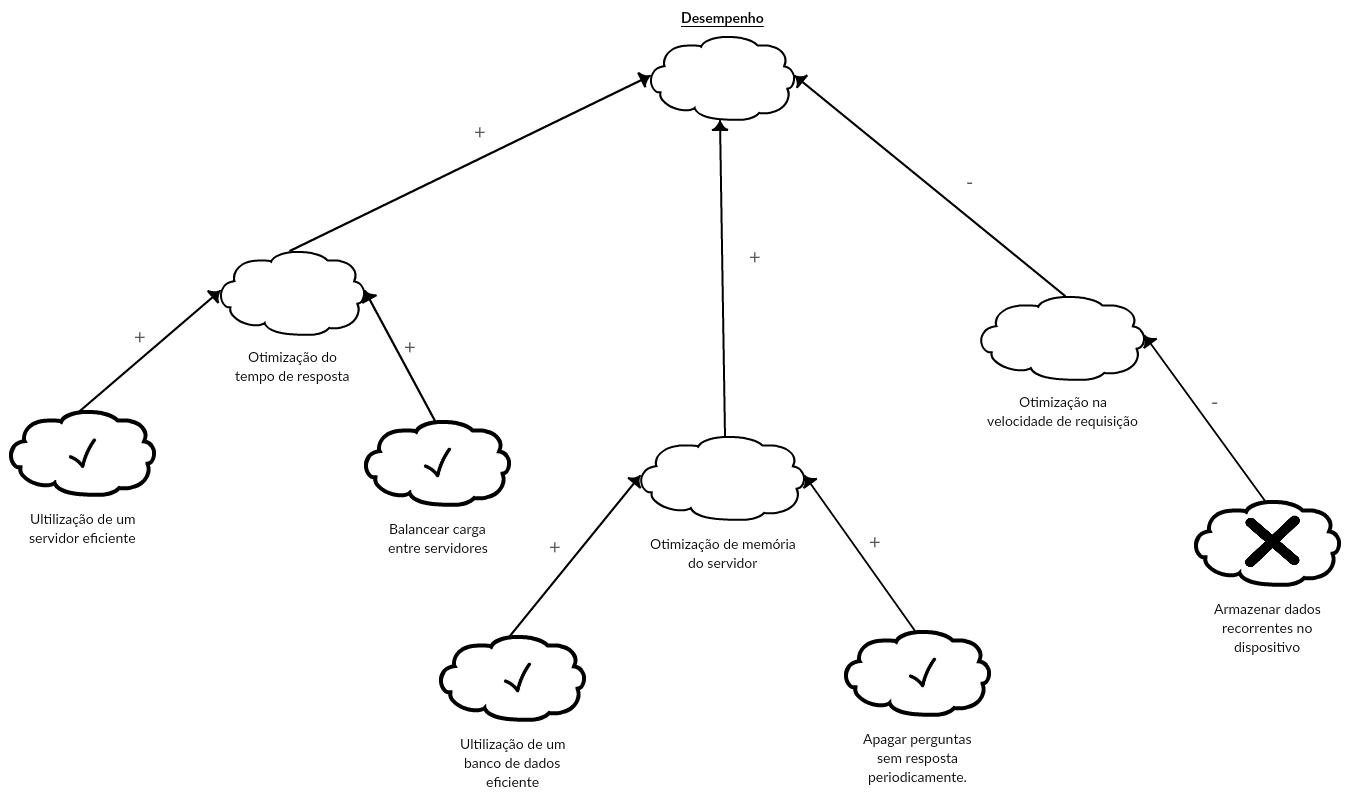 Desempenho
+
-
+
Otimização do
tempo de resposta
+
+
Otimização na
velocidade de requisição
-
Ultilização de um
servidor eficiente
Balancear carga
entre servidores
Otimização de memória
do servidor
+
+
Armazenar dados
recorrentes no
dispositivo
Ultilização de um
banco de dados
eficiente
Apagar perguntas
sem resposta
periodicamente.